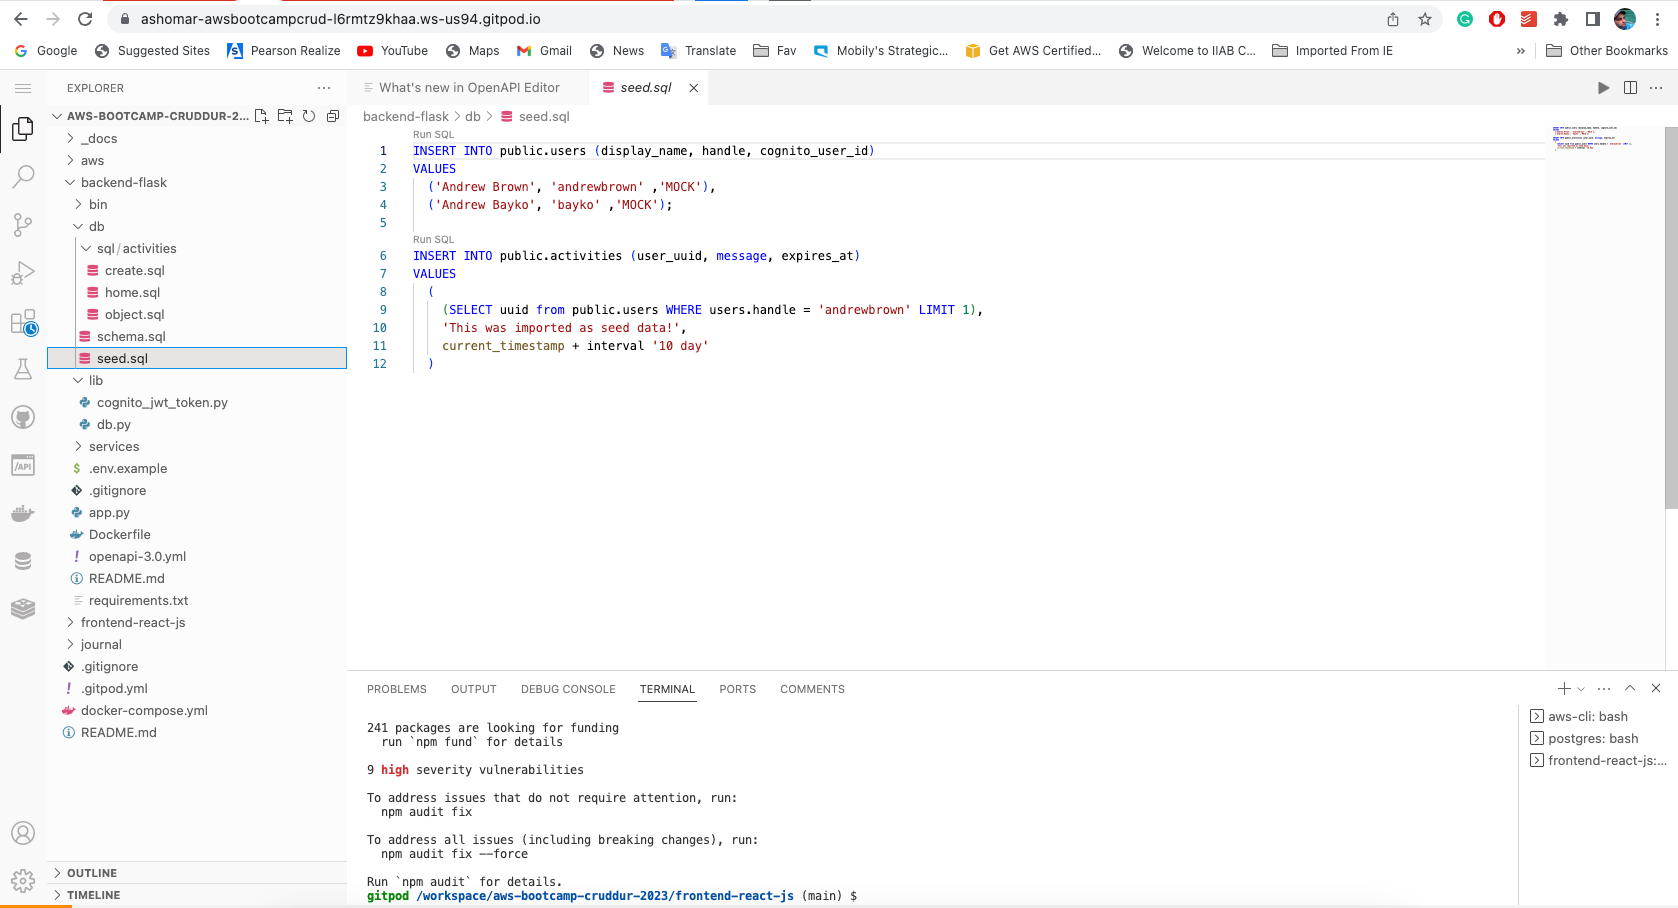 ashomar-awsbootcampcrud-l6rmtz9khaa.ws-us94.gitpod.io
Google Suggested Sites Pearson Realize YouTube Maps Gmail News Translate Fav Mobily's Strategic... Get AWS Certified... Welcome to IIAB C... Imported From IE » Other Bookmarks
EXPLORER
What's new in OpenAPI Editor
seed.sql
AWS-BOOTCAMP-CRUDDUR-2...
_docs
aws
backend-flask
bin
db
sql/activities
create.sql
home.sql
object.sql
schema.sql
seed.sql
lib
cognito_jwt_token.py
db.py
services
$ .env.example
.gitignore
app.py
Dockerfile
! openapi-3.0.yml
README.md
requirements.txt
frontend-react-js
journal
.gitignore
! .gitpod.yml
docker-compose.yml
README.md
OUTLINE
TIMELINE
/API
backend-flask > db > seed.sql
Run SQL
1 INSERT INTO public.users (display_name, handle, cognito_user_id)
2 VALUES
3 ('Andrew Brown', 'andrewbrown' ,'MOCK'),
4 ('Andrew Bayko', 'bayko' ,'MOCK');
5
Run SQL
6 INSERT INTO public.activities (user_uuid, message, expires_at)
7 VALUES
8 (
9 (SELECT uuid from public.users WHERE users.handle = 'andrewbrown' LIMIT 1),
10 'This was imported as seed data!',
11 current_timestamp + interval '10 day'
12 )
PROBLEMS OUTPUT DEBUG CONSOLE TERMINAL PORTS COMMENTS
241 packages are looking for funding
run `npm fund` for details
9 high severity vulnerabilities
To address issues that do not require attention, run:
npm audit fix
To address all issues (including breaking changes), run:
npm audit fix --force
Run `npm audit` for details.
gitpod /workspace/aws-bootcamp-cruddur-2023/frontend-react-js (main) $
aws-cli: bash
postgres: bash
frontend-react-js:...